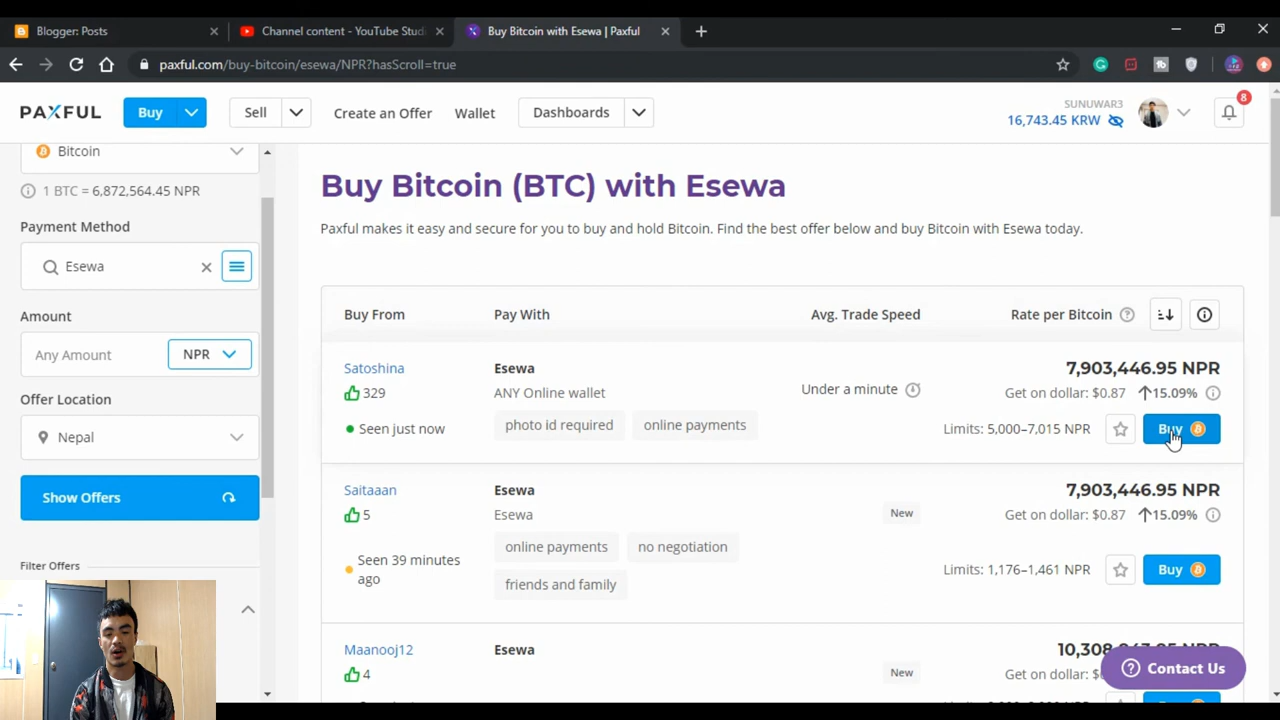 Blogger: Posts
Channel content - YouTube Stud
Buy Bitcoin with Esewa | Paxful
paxful.com/buy-bitcoin/esewa/NPR?hasScroll=true
PAXFUL
Buy
Sell
Create an Offer
Wallet
Dashboards
SUNUWAR3
16,743.45 KRW
8
Bitcoin
1 BTC = 6,872,564.45 NPR
Payment Method
Esewa
Amount
Any Amount
NPR
Offer Location
Nepal
Show Offers
Filter Offers
Buy Bitcoin (BTC) with Esewa
Paxful makes it easy and secure for you to buy and hold Bitcoin. Find the best offer below and buy Bitcoin with Esewa today.
Buy From Pay With Avg. Trade Speed Rate per Bitcoin
Satoshina Esewa 7,903,446.95 NPR
329 ANY Online wallet Under a minute Get on dollar: $0.87 15.09%
Seen just now photo id required online payments Limits: 5,000–7,015 NPR Buy
Saitaaan Esewa 7,903,446.95 NPR
5 Esewa New Get on dollar: $0.87 15.09%
online payments no negotiation
Seen 39 minutes ago
friends and family
Limits: 1,176–1,461 NPR Buy
Maanooj12 Esewa
4 New Get on dollar:
Contact Us